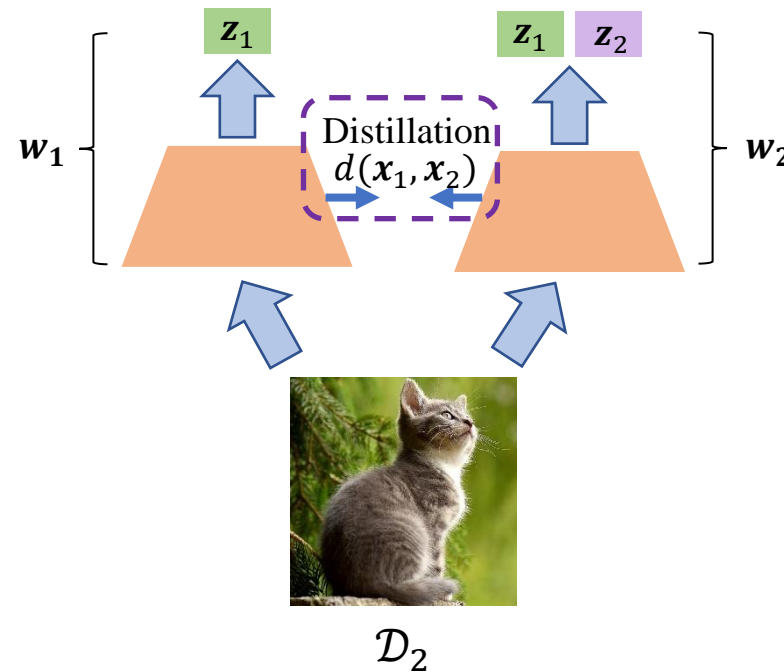 𝒛₁
𝒛₁ 𝒛₂
𝒘₁
Distillation
𝑑(𝒙₁, 𝒙₂)
𝒘₂
𝒟₂